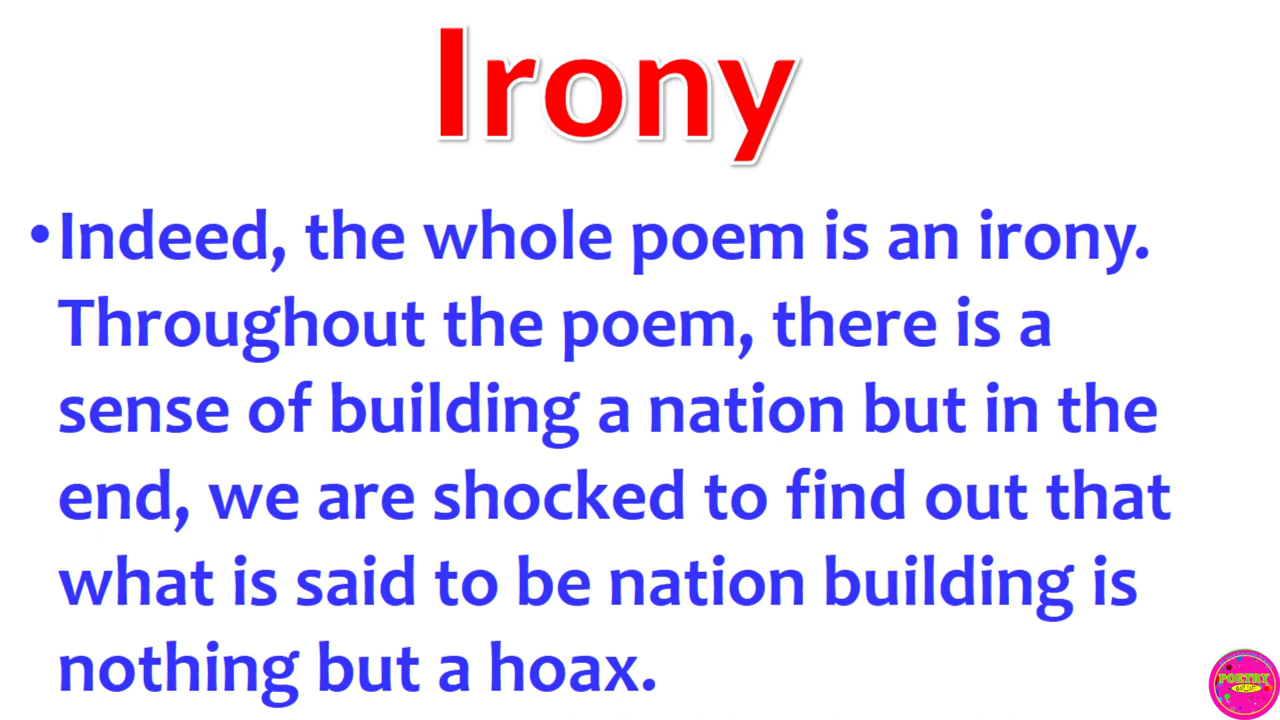 Irony
•Indeed, the whole poem is an irony.
Throughout the poem, there is a
sense of building a nation but in the
end, we are shocked to find out that
what is said to be nation building is
nothing but a hoax.
POETRY